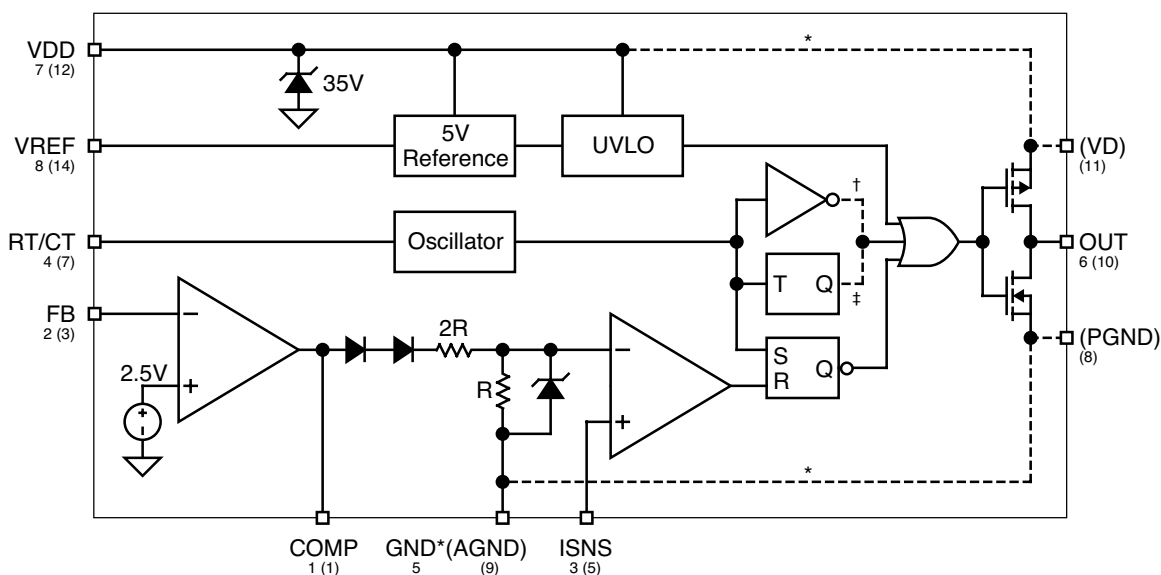 VDD
7 (12)
*
35V
VREF
8 (14)
5V
Reference
UVLO
(VD)
(11)
†
RT/CT
4 (7)
Oscillator
OUT
6 (10)
T Q
‡
FB
2 (3)
2R
2.5V
S
R
Q
R
(PGND)
(8)
*
COMP
1 (1)
GND*(AGND)
5 (9)
ISNS
3 (5)